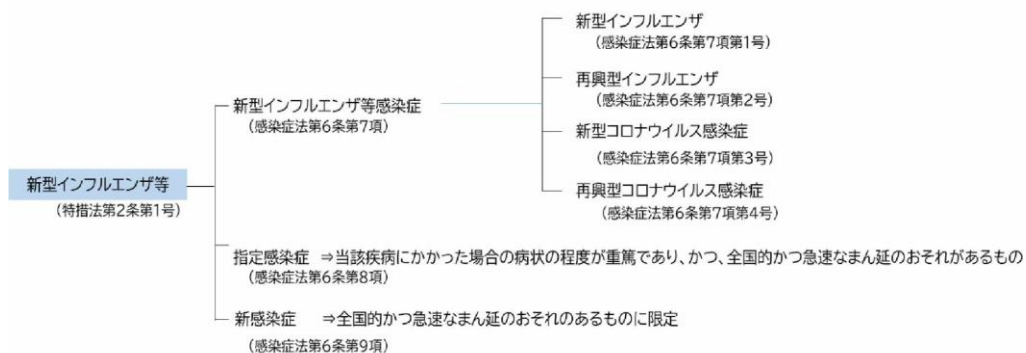 新型インフルエンザ等
(特措法第2条第1号)
新型インフルエンザ等感染症
(感染症法第6条第7項)
新型インフルエンザ
(感染症法第6条第7項第1号)
再興型インフルエンザ
(感染症法第6条第7項第2号)
新型コロナウイルス感染症
(感染症法第6条第7項第3号)
再興型コロナウイルス感染症
(感染症法第6条第7項第4号)
指定感染症 ⇒当該疾病にかかった場合の病状の程度が重篤であり、かつ、全国的かつ急速なまん延のおそれがあるもの
(感染症法第6条第8項)
新感染症 ⇒全国的かつ急速なまん延のおそれのあるものに限定
(感染症法第6条第9項)